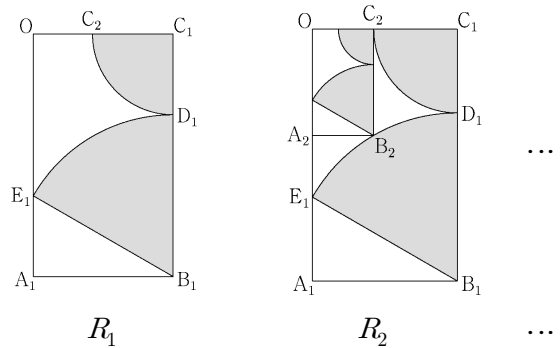 O C₂ C₁ O C₂ C₁
D₁ D₁
A₂ B₂ ...
E₁ E₁
A₁ B₁ A₁ B₁
R₁ R₂ ...